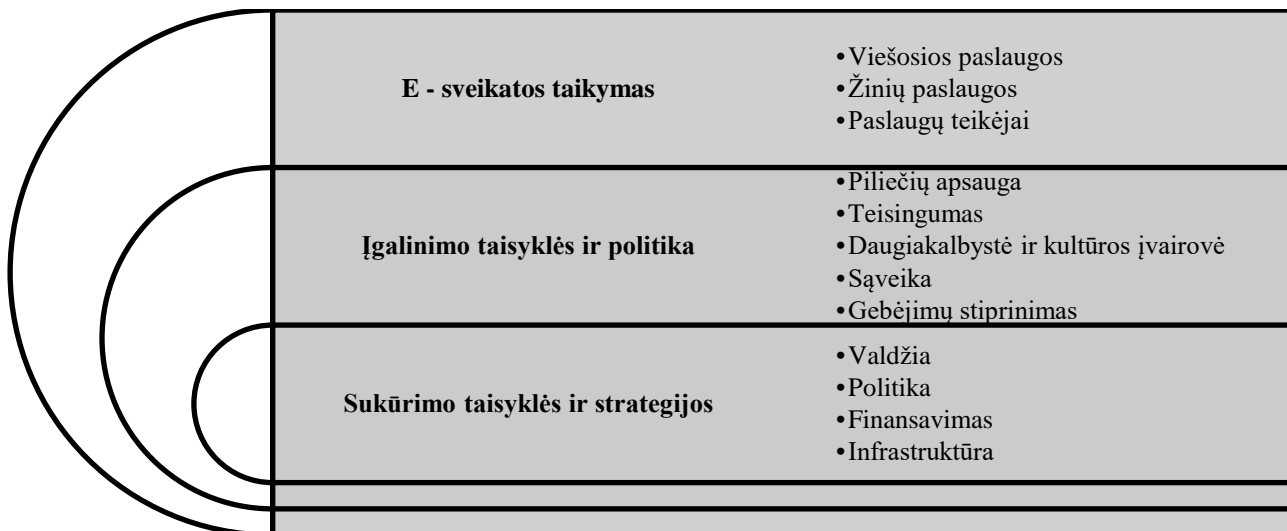 E - sveikatos taikymas
•Viešosios paslaugos
•Žinių paslaugos
•Paslaugų teikėjai
Įgalinimo taisyklės ir politika
•Piliečių apsauga
•Teisingumas
•Daugiakalbystė ir kultūros įvairovė
•Sąveika
•Gebėjimų stiprinimas
Sukūrimo taisyklės ir strategijos
•Valdžia
•Politika
•Finansavimas
•Infrastruktūra